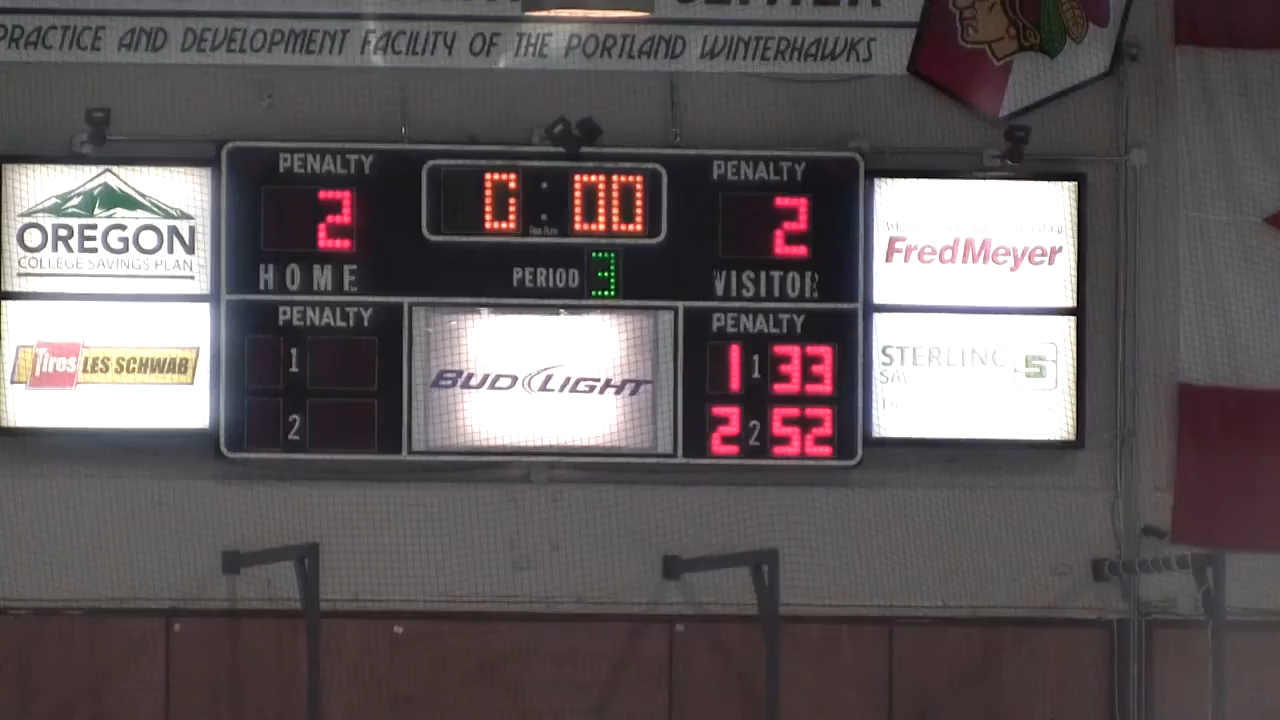 CENTER
PRACTICE AND DEVELOPMENT FACILITY OF THE PORTLAND WINTERHAWKS
PENALTY
2
0:00
PENALTY
2
HOME
PERIOD 3
VISITOR
OREGON
COLLEGE SAVINGS PLAN
FredMeyer
Tires LES SCHWAB
PENALTY
1
2
BUD LIGHT
PENALTY
1 1 33
2 2 52
STERLING S